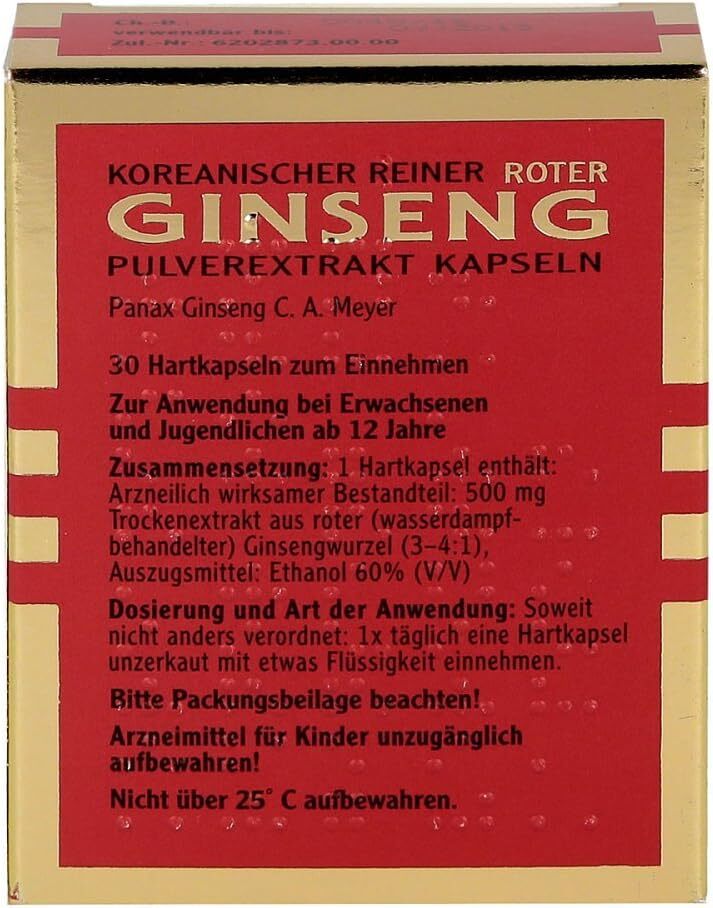 Ch.-B.:
verwendbar bis:
Zul.-Nr.: 6202873.00.00
KOREANISCHER REINER ROTER
GINSENG
PULVEREXTRAKT KAPSELN
Panax Ginseng C. A. Meyer
30 Hartkapseln zum Einnehmen
Zur Anwendung bei Erwachsenen
und Jugendlichen ab 12 Jahre
Zusammensetzung: 1 Hartkapsel enthält:
Arzneilich wirksamer Bestandteil: 500 mg
Trockenextrakt aus roter (wasserdampf-
behandelter) Ginsengwurzel (3–4:1),
Auszugsmittel: Ethanol 60% (V/V)
Dosierung und Art der Anwendung: Soweit
nicht anders verordnet: 1x täglich eine Hartkapsel
unzerkaut mit etwas Flüssigkeit einnehmen.
Bitte Packungsbeilage beachten!
Arzneimittel für Kinder unzugänglich
aufbewahren!
Nicht über 25° C aufbewahren.